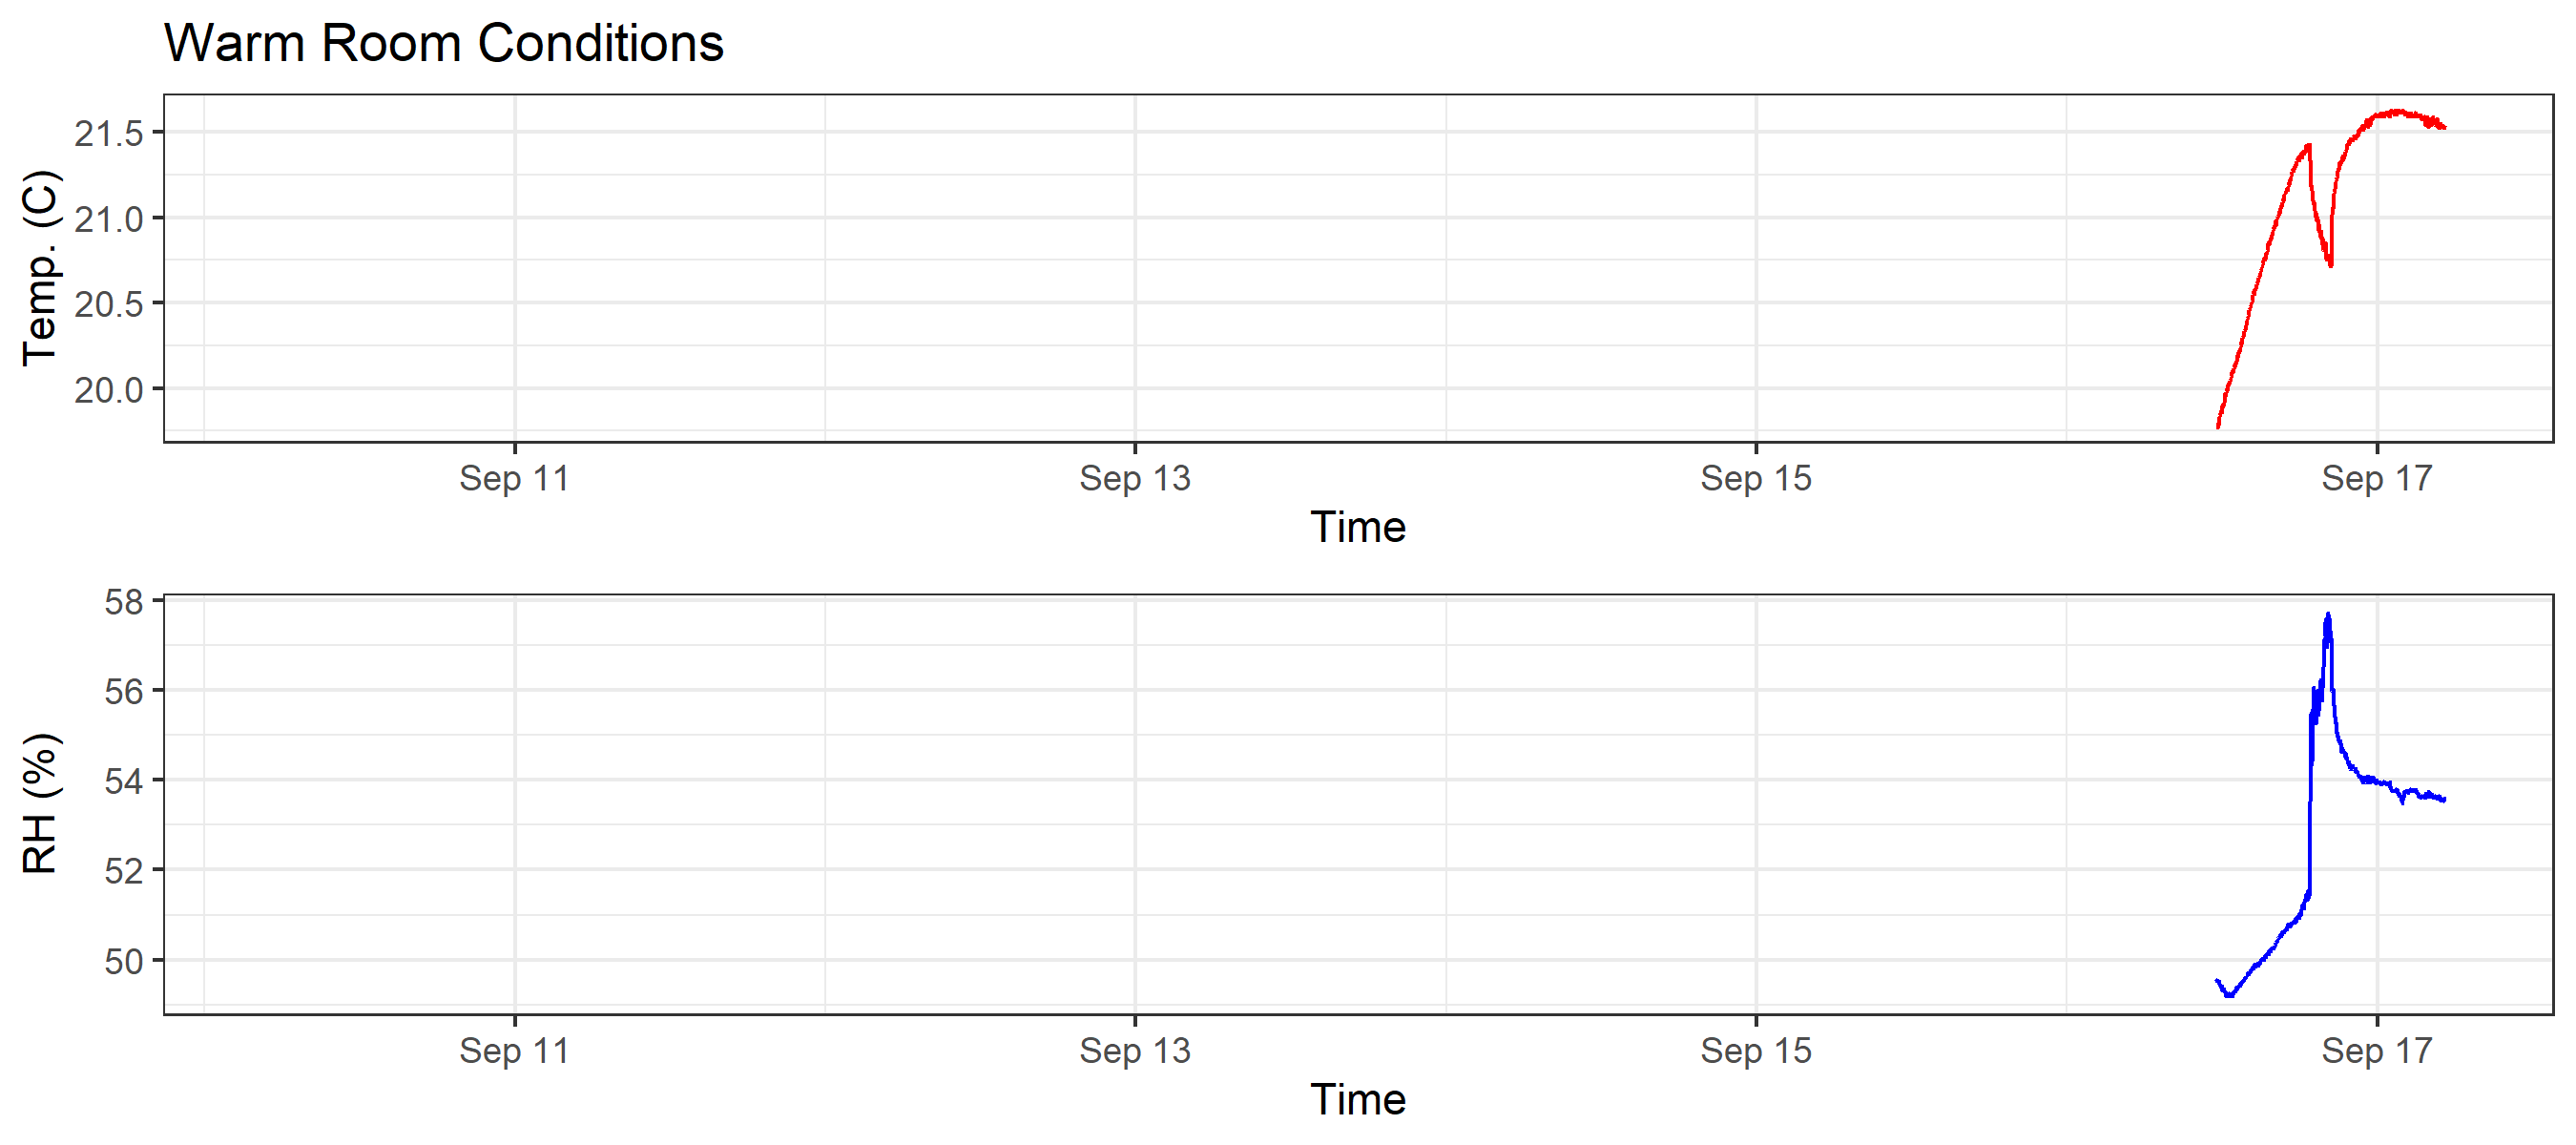 Warm Room Conditions
Temp. (C)
21.5
21.0
20.5
20.0
Sep 11 Sep 13 Sep 15 Sep 17
Time
RH (%)
58
56
54
52
50
Sep 11 Sep 13 Sep 15 Sep 17
Time